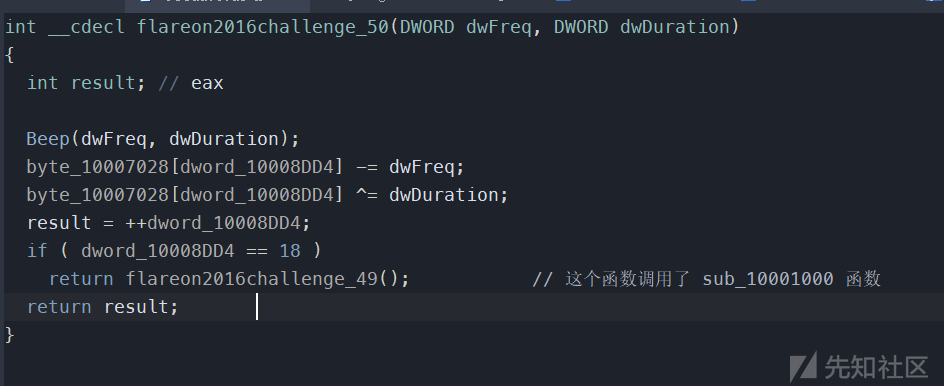 int __cdecl flareon2016challenge_50(DWORD dwFreq, DWORD dwDuration)
{
  int result; // eax

  Beep(dwFreq, dwDuration);
  byte_10007028[dword_10008DD4] -= dwFreq;
  byte_10007028[dword_10008DD4] ^= dwDuration;
  result = ++dword_10008DD4;
  if ( dword_10008DD4 == 18 )
    return flareon2016challenge_49();           // 这个函数调用了 sub_10001000 函数
  return result;
}
先知社区